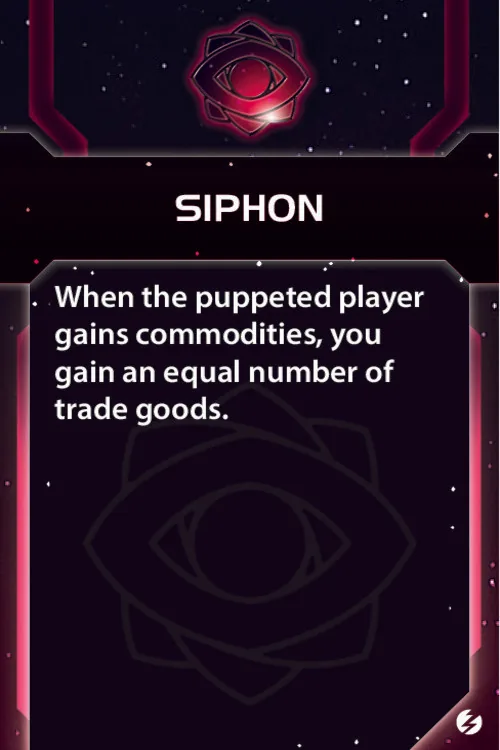 SIPHON
When the puppeted player
gains commodities, you
gain an equal number of
trade goods.